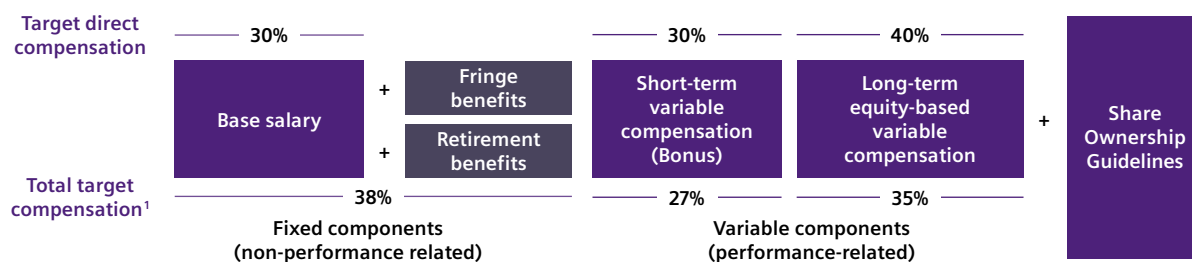 Target direct
compensation
30%
30%
40%
Base salary
+
Fringe
benefits
+
Retirement
benefits
Short-term
variable
compensation
(Bonus)
Long-term
equity-based
variable
compensation
+
Share
Ownership
Guidelines
Total target
compensation¹
38%
27%
35%
Fixed components
(non-performance related)
Variable components
(performance-related)